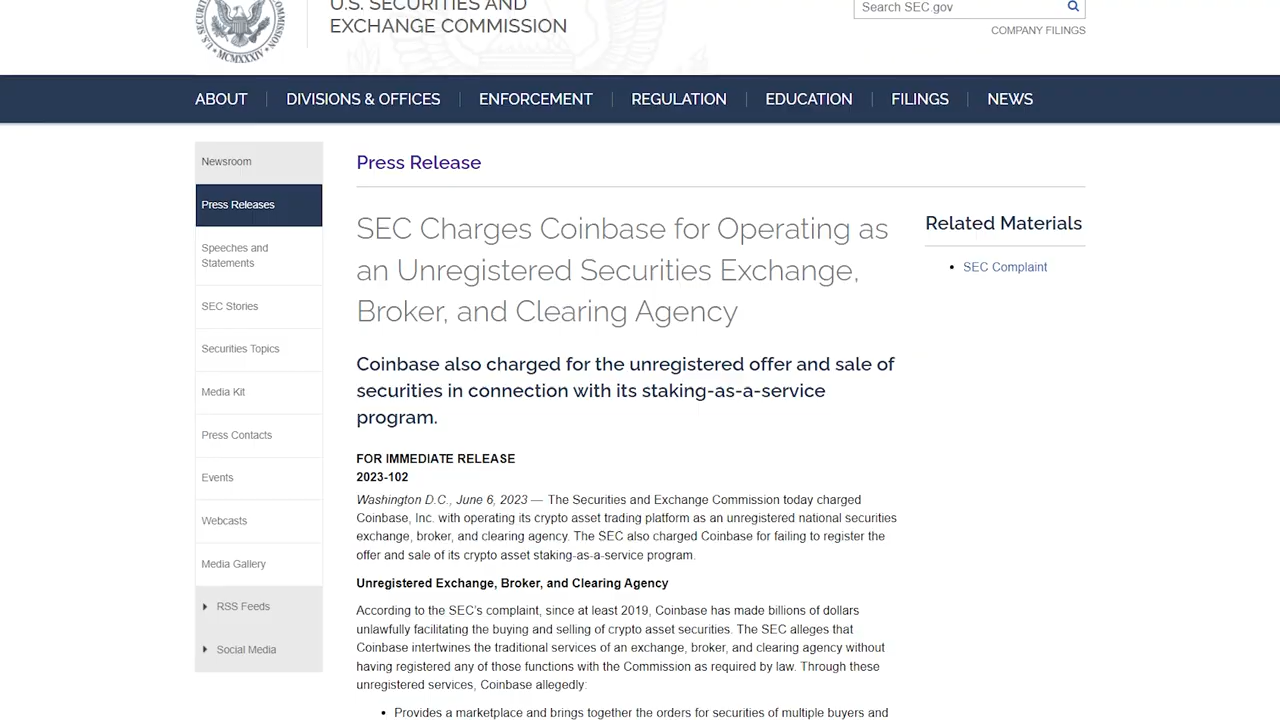 U.S. SECURITIES AND
EXCHANGE COMMISSION
Search SEC.gov
COMPANY FILINGS
MCMXXXIV
ABOUT
DIVISIONS & OFFICES
ENFORCEMENT
REGULATION
EDUCATION
FILINGS
NEWS
Newsroom
Press Releases
Speeches and
Statements
SEC Stories
Securities Topics
Media Kit
Press Contacts
Events
Webcasts
Media Gallery
RSS Feeds
Social Media
Press Release
SEC Charges Coinbase for Operating as
an Unregistered Securities Exchange,
Broker, and Clearing Agency
Coinbase also charged for the unregistered offer and sale of
securities in connection with its staking-as-a-service
program.
FOR IMMEDIATE RELEASE
2023-102
Washington D.C., June 6, 2023 — The Securities and Exchange Commission today charged
Coinbase, Inc. with operating its crypto asset trading platform as an unregistered national securities
exchange, broker, and clearing agency. The SEC also charged Coinbase for failing to register the
offer and sale of its crypto asset staking-as-a-service program.
Unregistered Exchange, Broker, and Clearing Agency
According to the SEC's complaint, since at least 2019, Coinbase has made billions of dollars
unlawfully facilitating the buying and selling of crypto asset securities. The SEC alleges that
Coinbase intertwines the traditional services of an exchange, broker, and clearing agency without
having registered any of those functions with the Commission as required by law. Through these
unregistered services, Coinbase allegedly:
• Provides a marketplace and brings together the orders for securities of multiple buyers and
Related Materials
• SEC Complaint